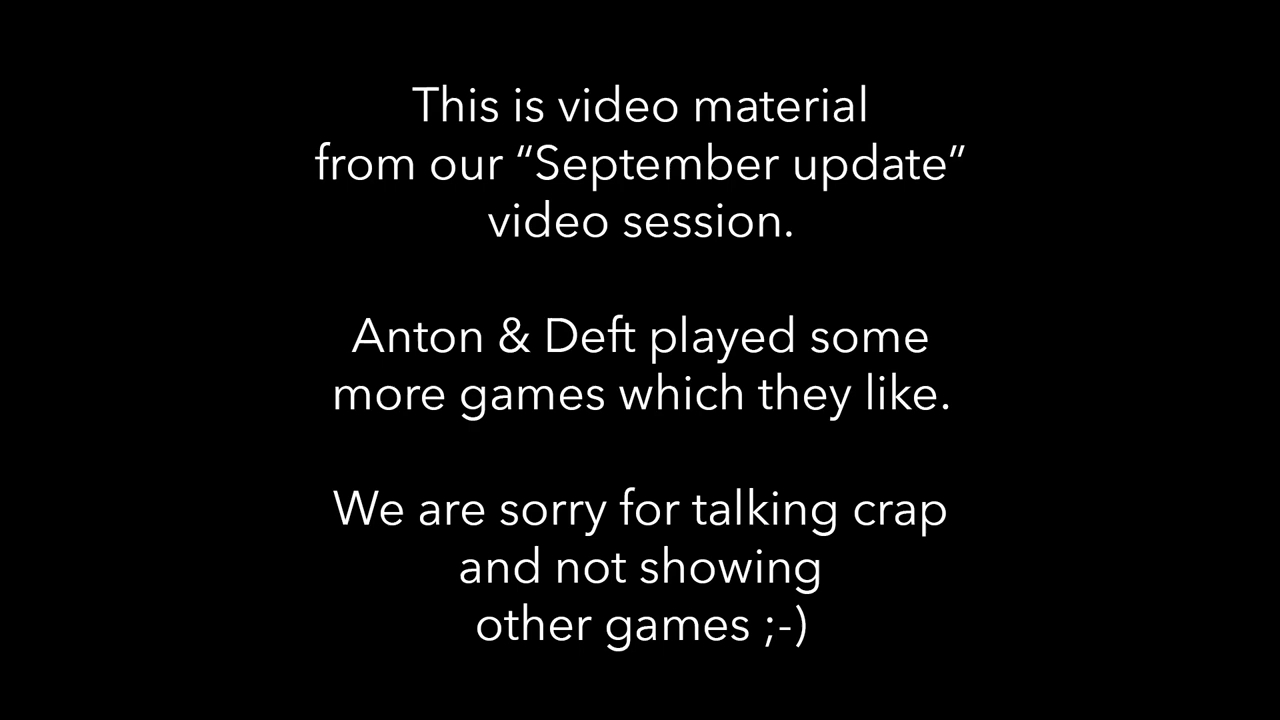 This is video material
from our “September update”
video session.
Anton & Deft played some
more games which they like.
We are sorry for talking crap
and not showing
other games ;-)